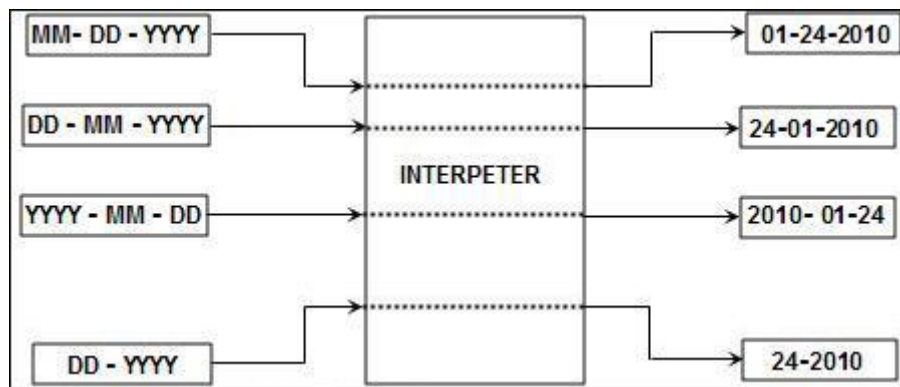 MM- DD - YYYY
01-24-2010
DD - MM - YYYY
24-01-2010
INTERPETER
YYYY - MM - DD
2010- 01-24
DD - YYYY
24-2010